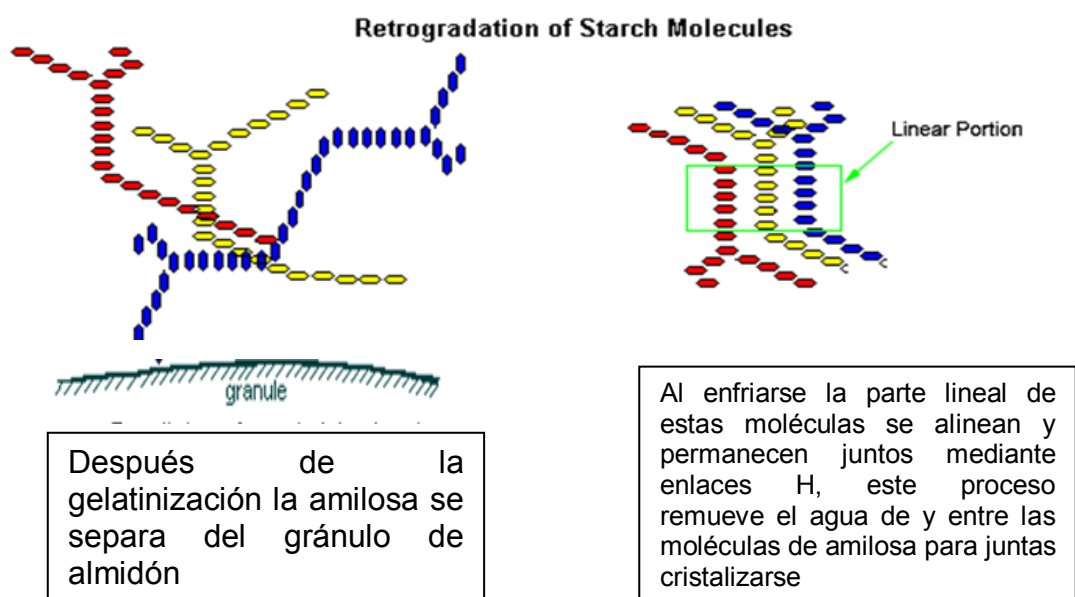 Retrogradation of Starch Molecules
Linear Portion
granule
Después de la
gelatinización la amilosa se
separa del gránulo de
almidón
Al enfriarse la parte lineal de
estas moléculas se alinean y
permanecen juntos mediante
enlaces H, este proceso
remueve el agua de y entre las
moléculas de amilosa para juntas
cristalizarse